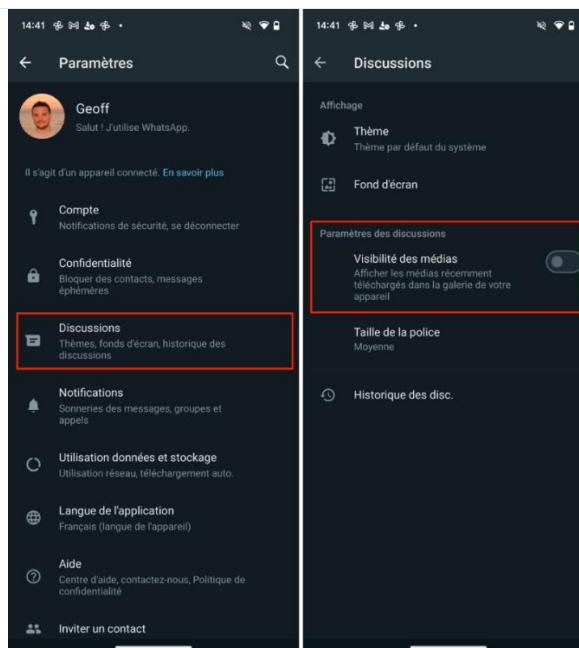 14:41
Paramètres
Geoff
Salut ! J'utilise WhatsApp.
Il s'agit d'un appareil connecté. En savoir plus
Compte
Notifications de sécurité, se déconnecter
Confidentialité
Bloquer des contacts, messages
éphémères
Discussions
Thèmes, fonds d'écran, historique des
discussions
Notifications
Sonneries des messages, groupes et
appels
Utilisation données et stockage
Utilisation réseau, téléchargement auto.
Langue de l'application
Français (langue de l'appareil)
Aide
Centre d'aide, contactez-nous, Politique de
confidentialité
Inviter un contact
14:41
Discussions
Affichage
Thème
Thème par défaut du système
Fond d'écran
Paramètres des discussions
Visibilité des médias
Afficher les médias récemment
téléchargés dans la galerie de votre
appareil
Taille de la police
Moyenne
Historique des disc.